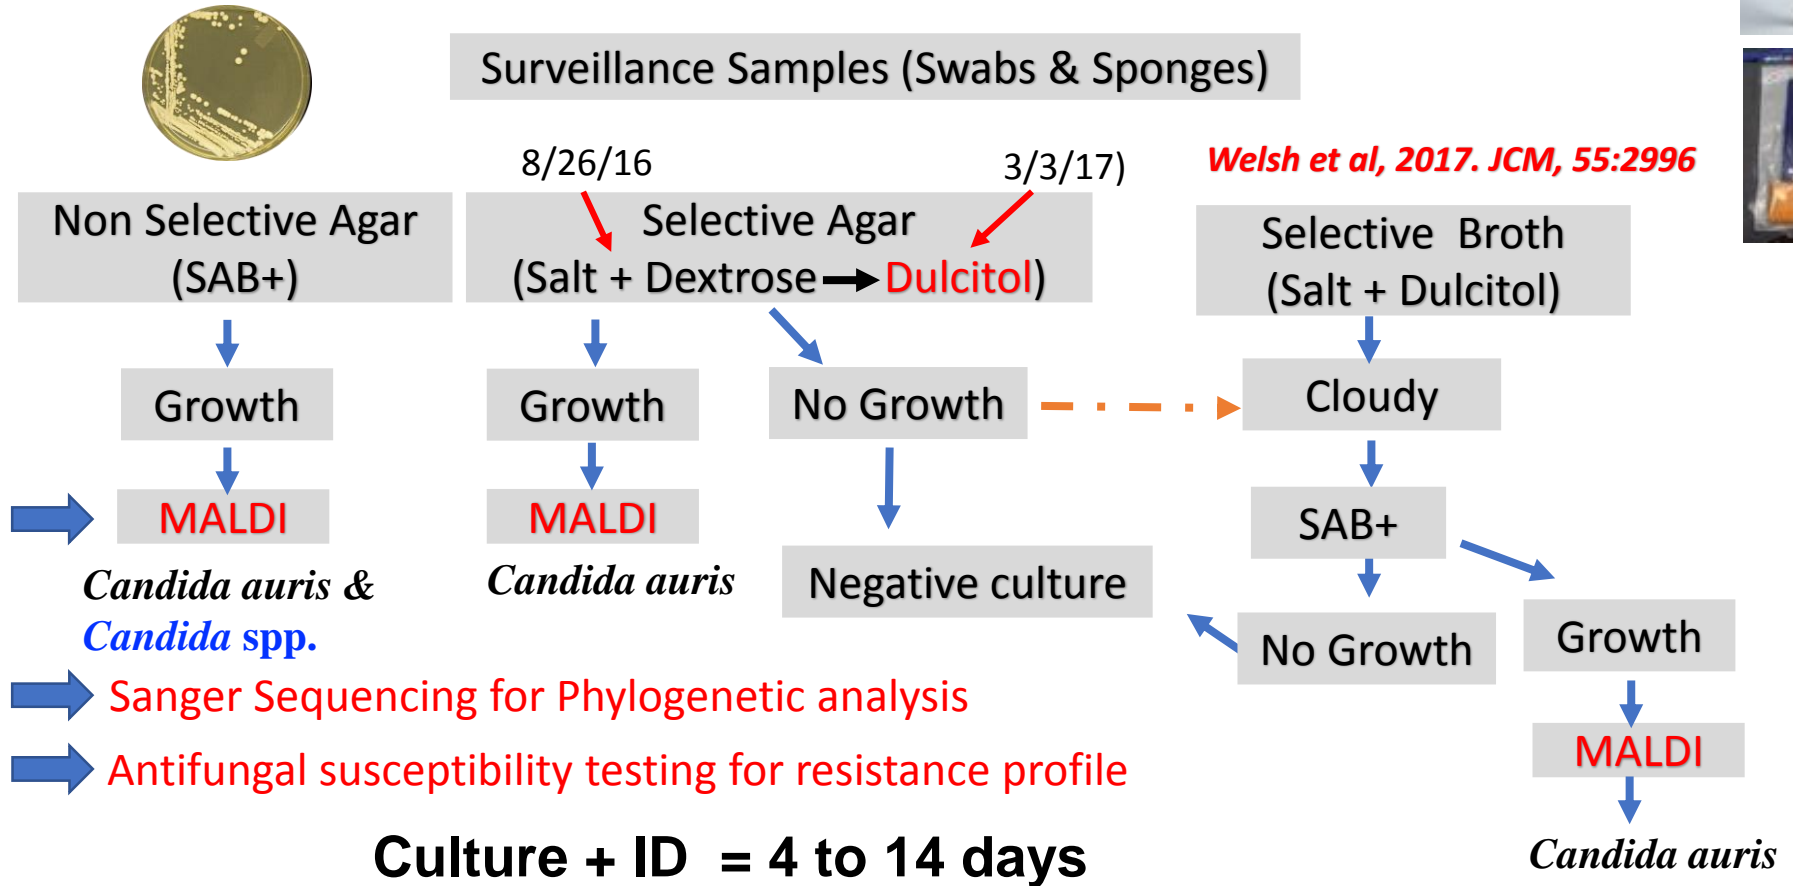 Surveillance Samples (Swabs & Sponges)
8/26/16
3/3/17)
Welsh et al, 2017. JCM, 55:2996
Non Selective Agar
(SAB+)
Selective Agar
(Salt + Dextrose Dulcitol)
Selective Broth
(Salt + Dulcitol)
Growth
Growth
No Growth
Cloudy
MALDI
MALDI
SAB+
Candida auris &
Candida spp.
Candida auris
Negative culture
No Growth
Growth
Sanger Sequencing for Phylogenetic analysis
MALDI
Antifungal susceptibility testing for resistance profile
Culture + ID = 4 to 14 days
Candida auris